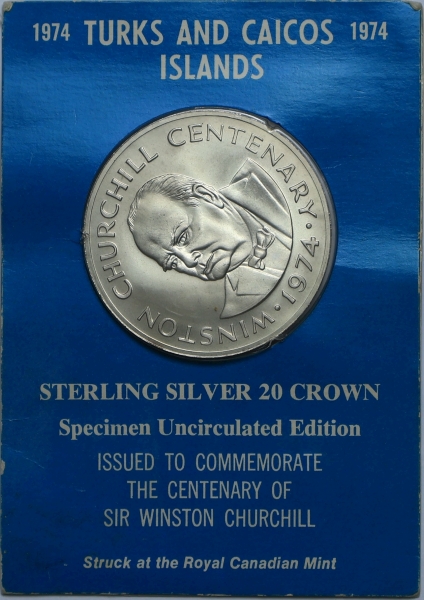 1974 TURKS AND CAICOS 1974
ISLANDS
WINSTON CHURCHILL CENTENARY · 1974 ·
STERLING SILVER 20 CROWN
Specimen Uncirculated Edition
ISSUED TO COMMEMORATE
THE CENTENARY OF
SIR WINSTON CHURCHILL
Struck at the Royal Canadian Mint